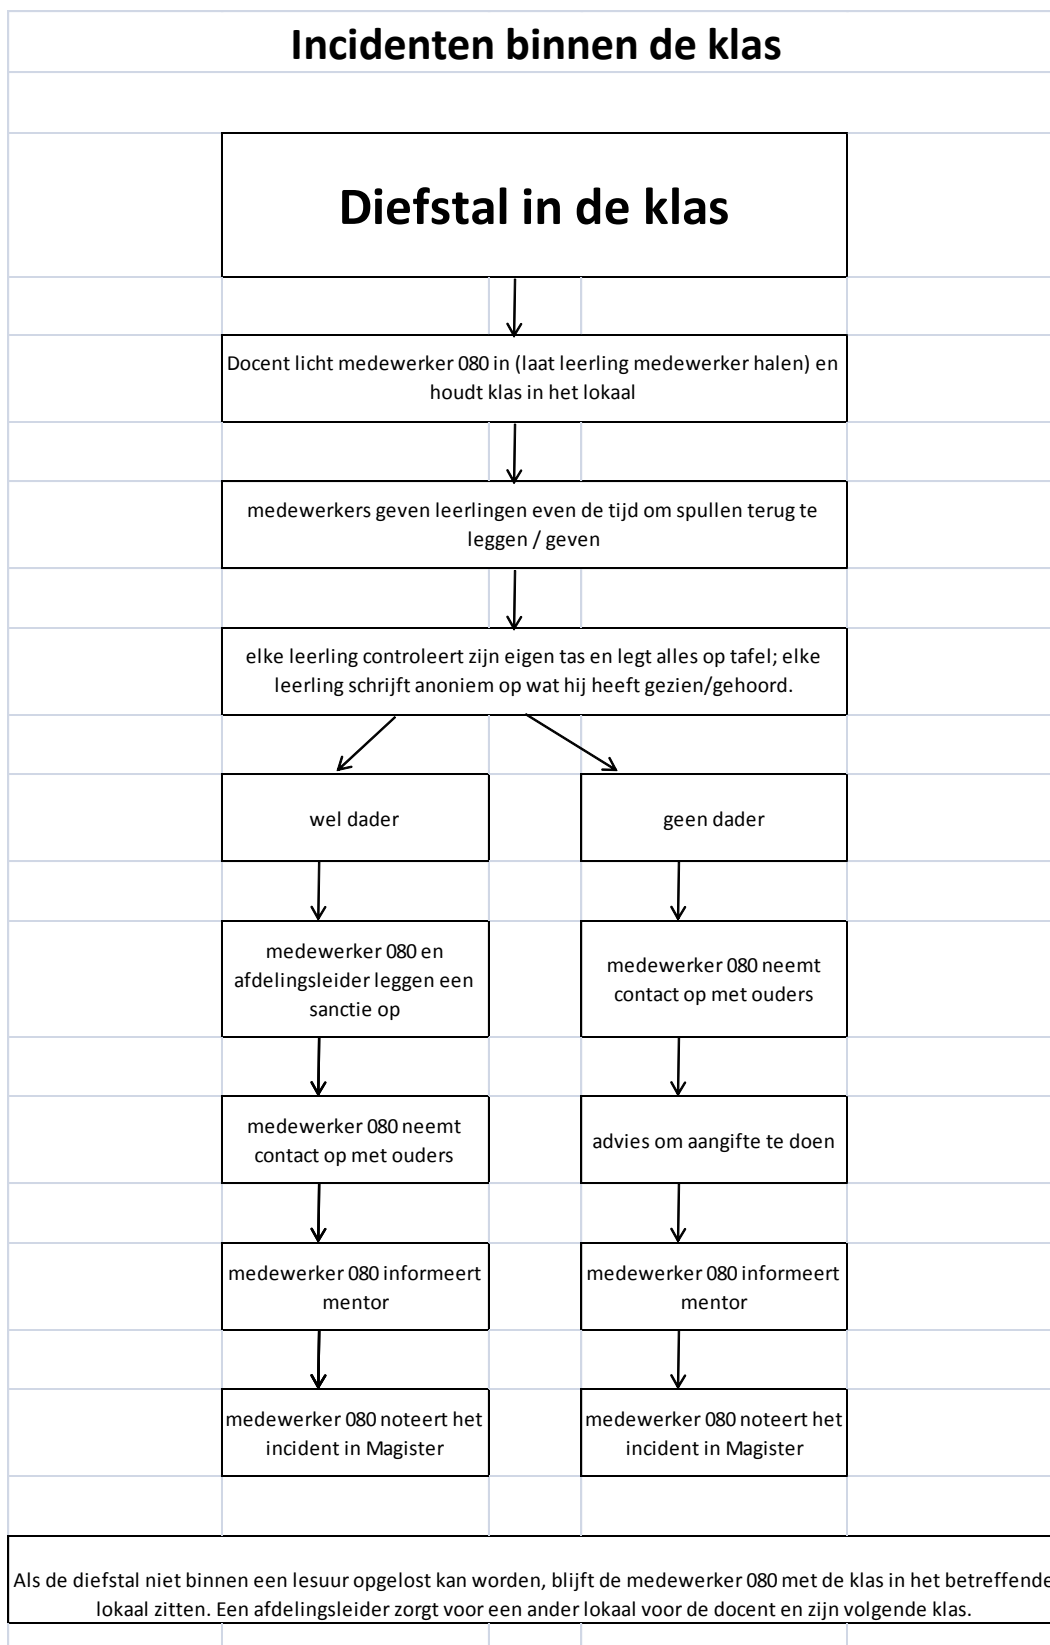 Incidenten binnen de klas
Diefstal in de klas
Docent licht medewerker 080 in (laat leerling medewerker halen) en
houdt klas in het lokaal
medewerkers geven leerlingen even de tijd om spullen terug te
leggen / geven
elke leerling controleert zijn eigen tas en legt alles op tafel; elke
leerling schrijft anoniem op wat hij heeft gezien/gehoord.
wel dader
geen dader
medewerker 080 en
afdelingsleider leggen een
sanctie op
medewerker 080 neemt
contact op met ouders
medewerker 080 neemt
contact op met ouders
advies om aangifte te doen
medewerker 080 informeert
mentor
medewerker 080 informeert
mentor
medewerker 080 noteert het
incident in Magister
medewerker 080 noteert het
incident in Magister
Als de diefstal niet binnen een lesuur opgelost kan worden, blijft de medewerker 080 met de klas in het betreffende
lokaal zitten. Een afdelingsleider zorgt voor een ander lokaal voor de docent en zijn volgende klas.